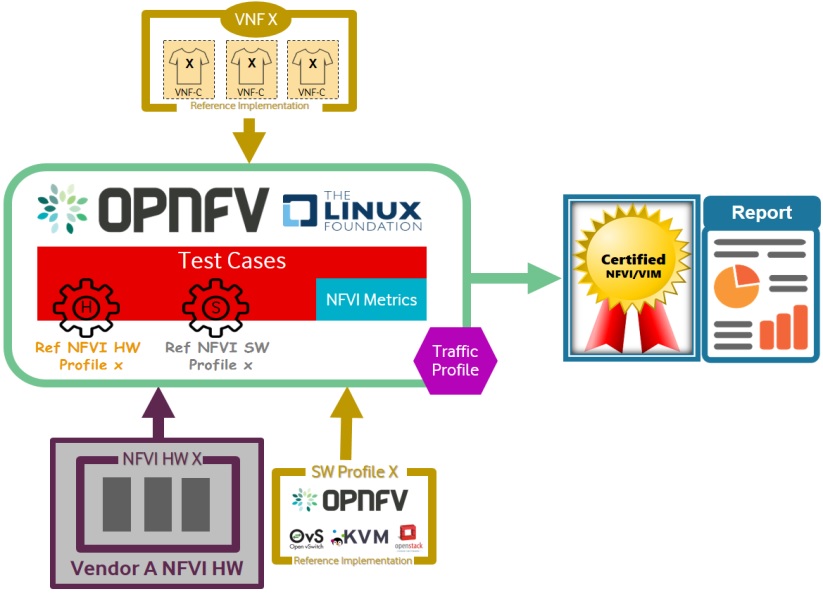 VNF X
X
X
X
VNF-C
VNF-C
VNF-C
Reference Implementation
OPNFV
THE
LINUX
FOUNDATION
Test Cases
H
S
NFVI Metrics
Ref NFVI HW
Profile x
Ref NFVI SW
Profile x
Traffic
Profile
Certified
NFVI/VIM
Report
NFVI HW X
Vendor A NFVI HW
SW Profile X
OPNFV
OvS
Open vSwitch
KVM
openstack
Reference Implementation